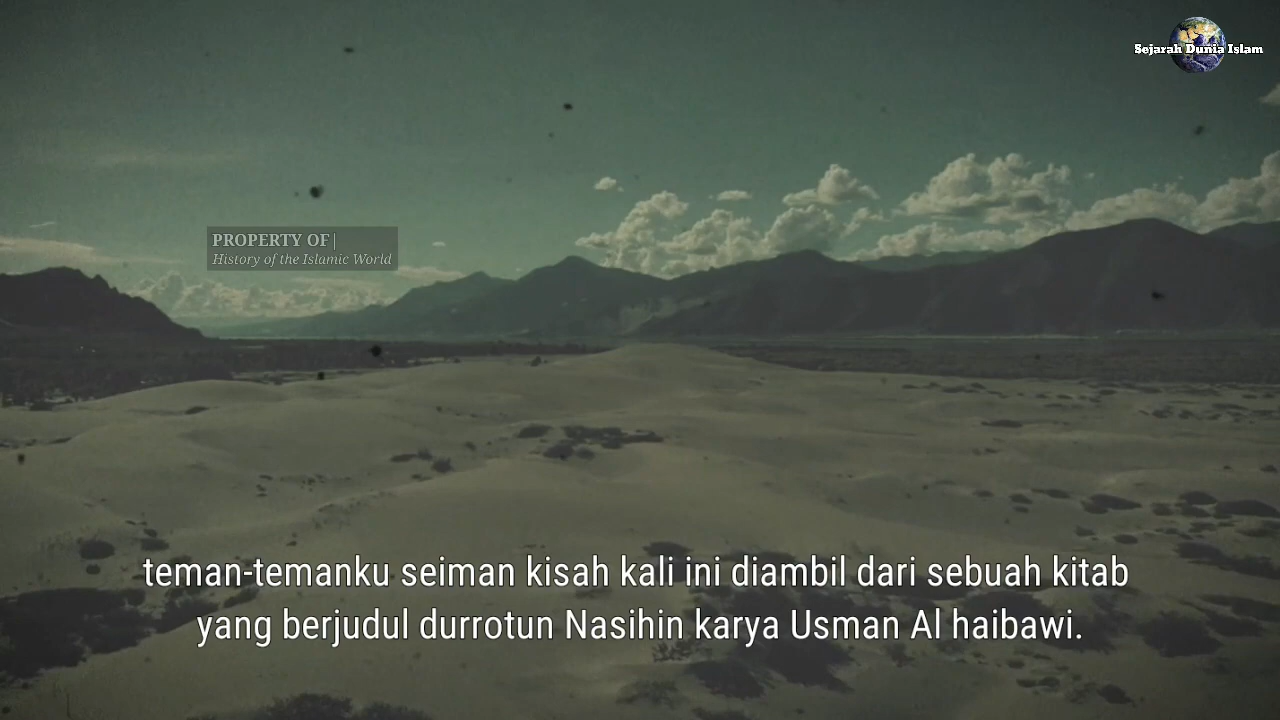 Sejarah Dunia Islam
PROPERTY OF|
History of the Islamic World
teman-temanku seiman kisah kali ini diambil dari sebuah kitab
yang berjudul durrotun Nasihin karya Usman Al haibawi.